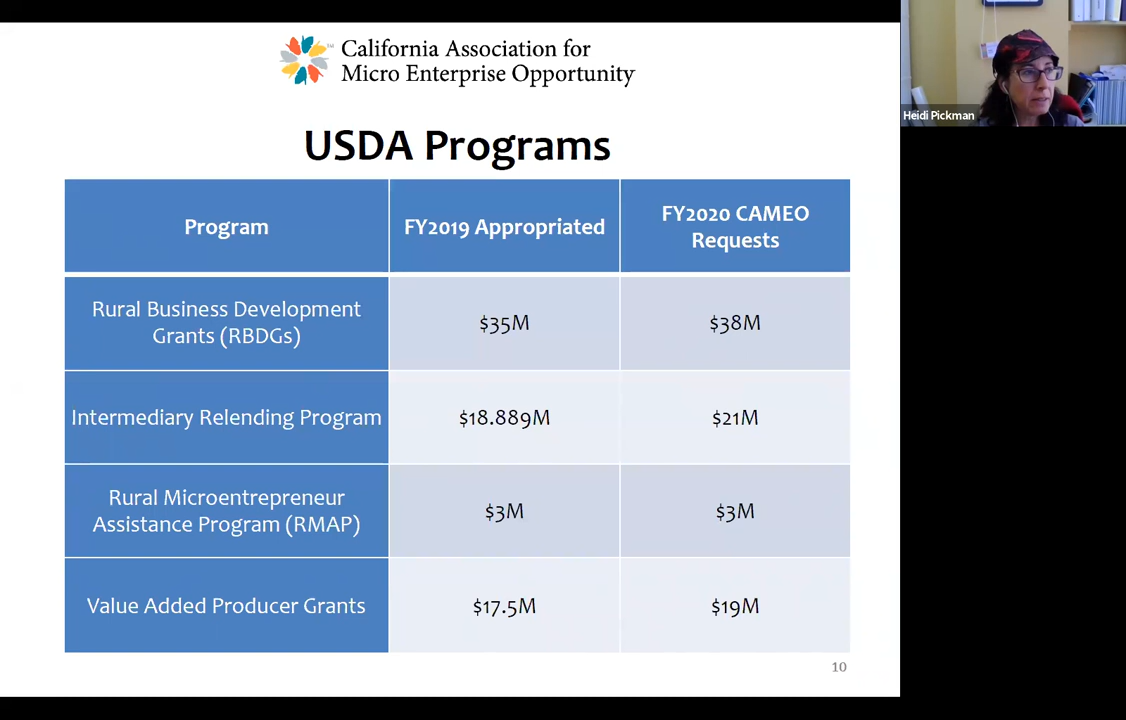 California Association for
Micro Enterprise Opportunity
Heidi Pickman
USDA Programs
Program
FY2019 Appropriated
FY2020 CAMEO
Requests
Rural Business Development
Grants (RBDGs)
$35M
$38M
Intermediary Relending Program
$18.889M
$21M
Rural Microentrepreneur
Assistance Program (RMAP)
$3M
$3M
Value Added Producer Grants
$17.5M
$19M
10